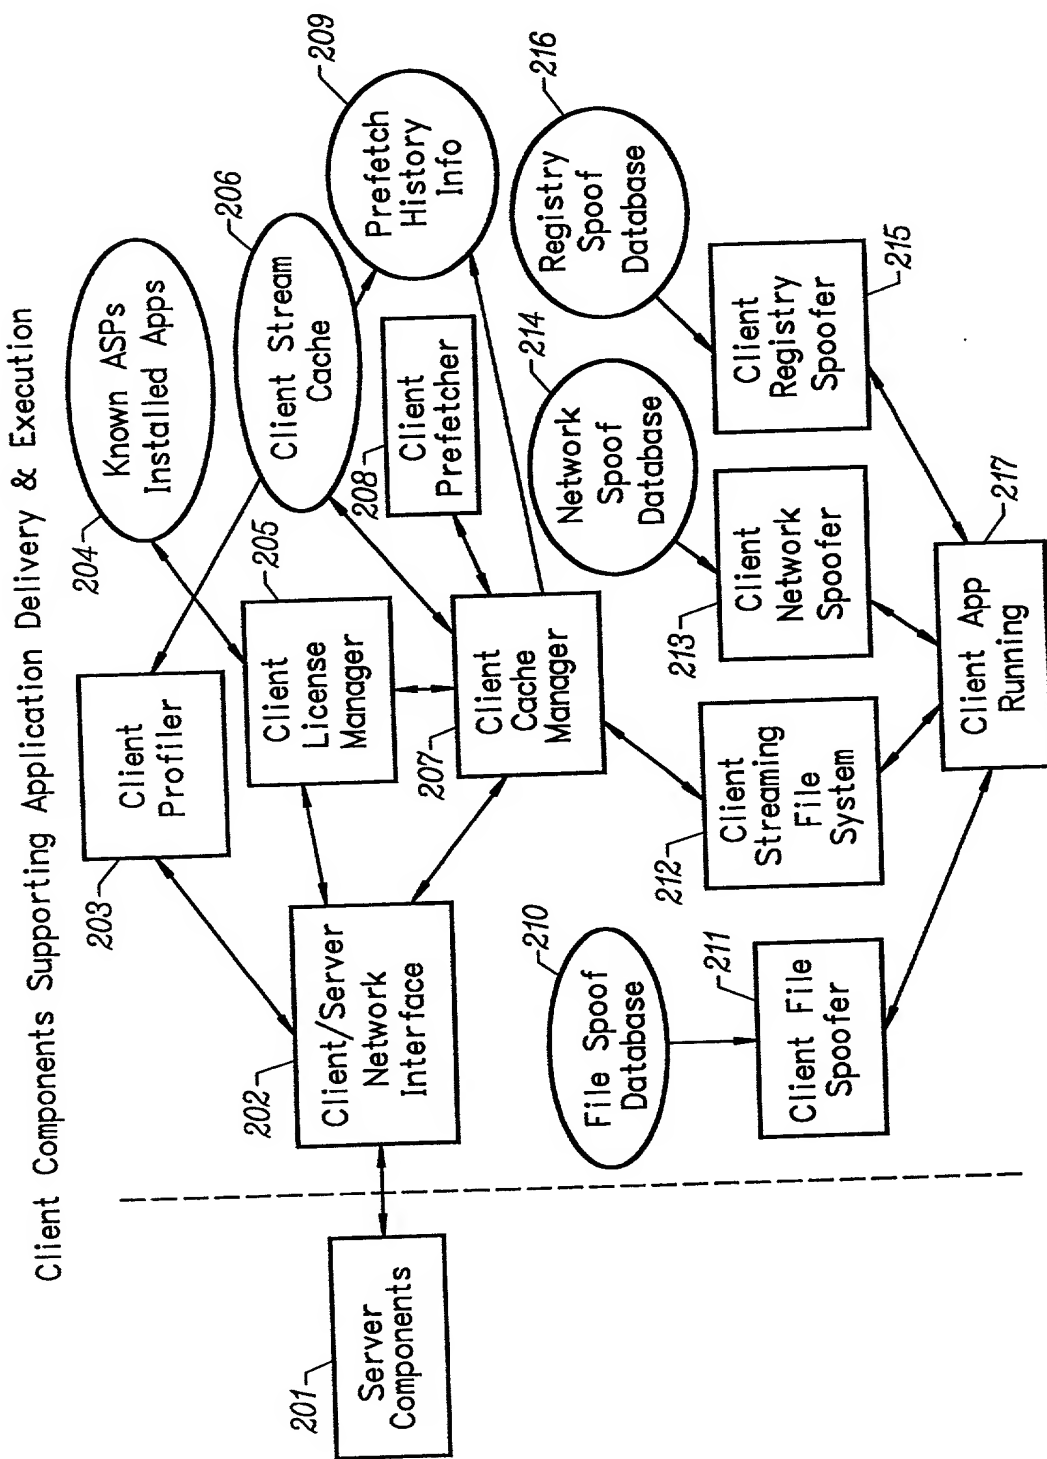 Client Components Supporting Application Delivery & Execution
201
Server
Components
202
Client/Server
Network
Interface
203
Client
Profiler
204
Known ASPs
Installed Apps
205
Client
License
Manager
206
Client Stream
Cache
207
Client
Cache
Manager
208
Client
Prefetcher
209
Prefetch
History
Info
210
File Spoof
Database
211
Client File
Spoofer
212
Client
Streaming
File
System
213
Client
Network
Spoofer
214
Network
Spoof
Database
215
Client
Registry
Spoofer
216
Registry
Spoof
Database
217
Client App
Running